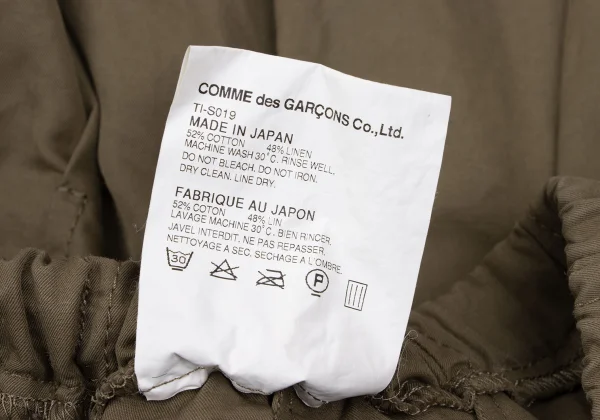 COMME des GARÇONS Co.,Ltd.
TI-S019
MADE IN JAPAN
52% COTTON 48% LINEN
MACHINE WASH 30°C. RINSE WELL.
DO NOT BLEACH. DO NOT IRON.
DRY CLEAN. LINE DRY.
FABRIQUE AU JAPON
52% COTON 48% LIN
LAVAGE MACHINE 30°C. BIEN RINCER.
JAVEL INTERDIT. NE PAS REPASSER.
NETTOYAGE A SEC. SECHAGE A L'OMBRE.
30 P